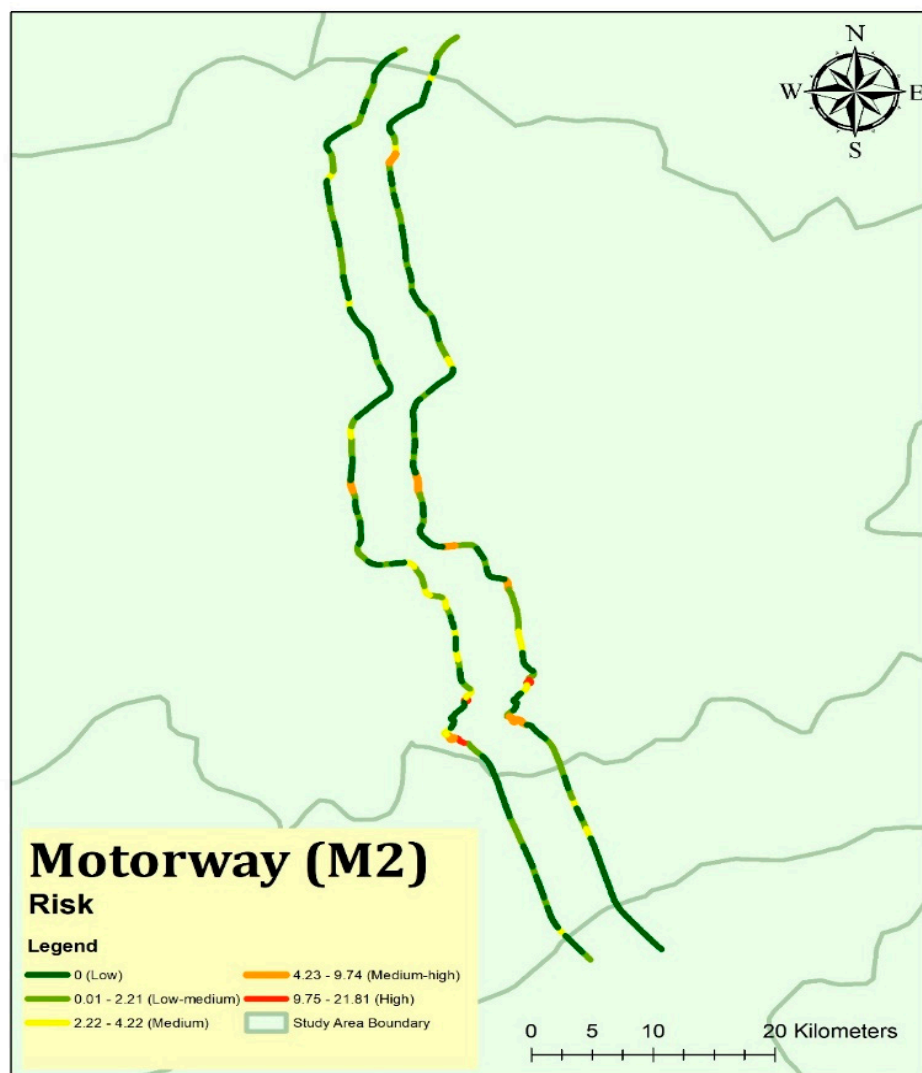 N
W E
S
Motorway (M2)
Risk
Legend
0 (Low)
0.01 - 2.21 (Low-medium)
2.22 - 4.22 (Medium)
4.23 - 9.74 (Medium-high)
9.75 - 21.81 (High)
Study Area Boundary
0 5 10 20 Kilometers